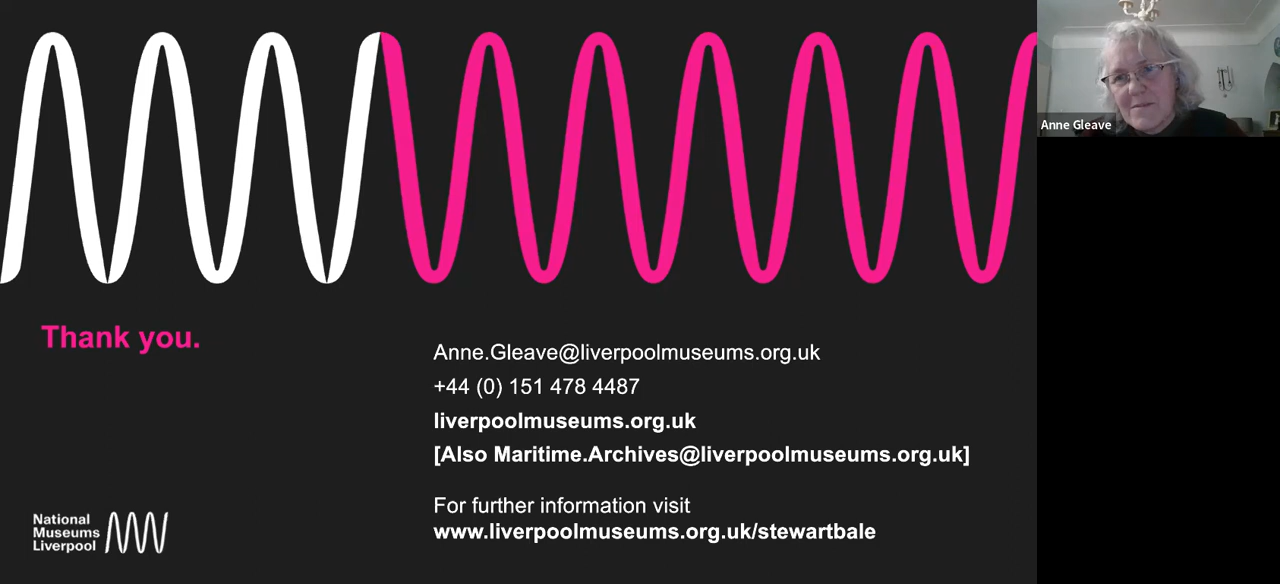 Anne Gleave
Thank you.
Anne.Gleave@liverpoolmuseums.org.uk
+44 (0) 151 478 4487
liverpoolmuseums.org.uk
[Also Maritime.Archives@liverpoolmuseums.org.uk]
For further information visit
www.liverpoolmuseums.org.uk/stewartbale
National
Museums
Liverpool